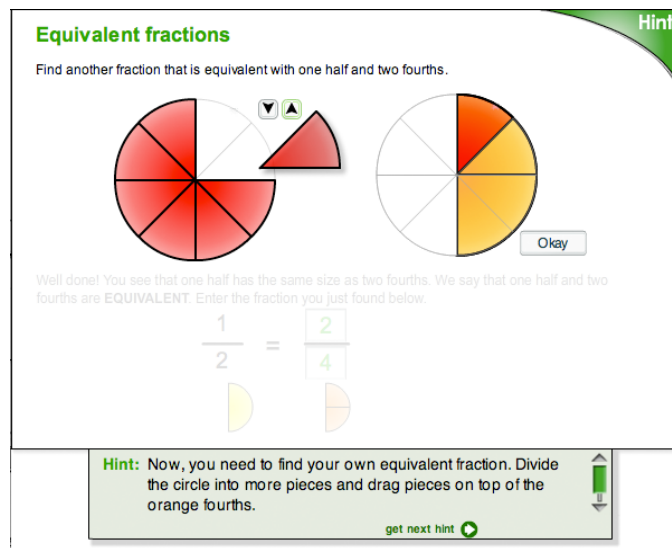 Hint
Equivalent fractions
Find another fraction that is equivalent with one half and two fourths.
Okay
Well done! You see that one half has the same size as two fourths. We say that one half and two
fourths are EQUIVALENT. Enter the fraction you just found below.
1
2
=
2
4
Hint: Now, you need to find your own equivalent fraction. Divide
the circle into more pieces and drag pieces on top of the
orange fourths.
get next hint